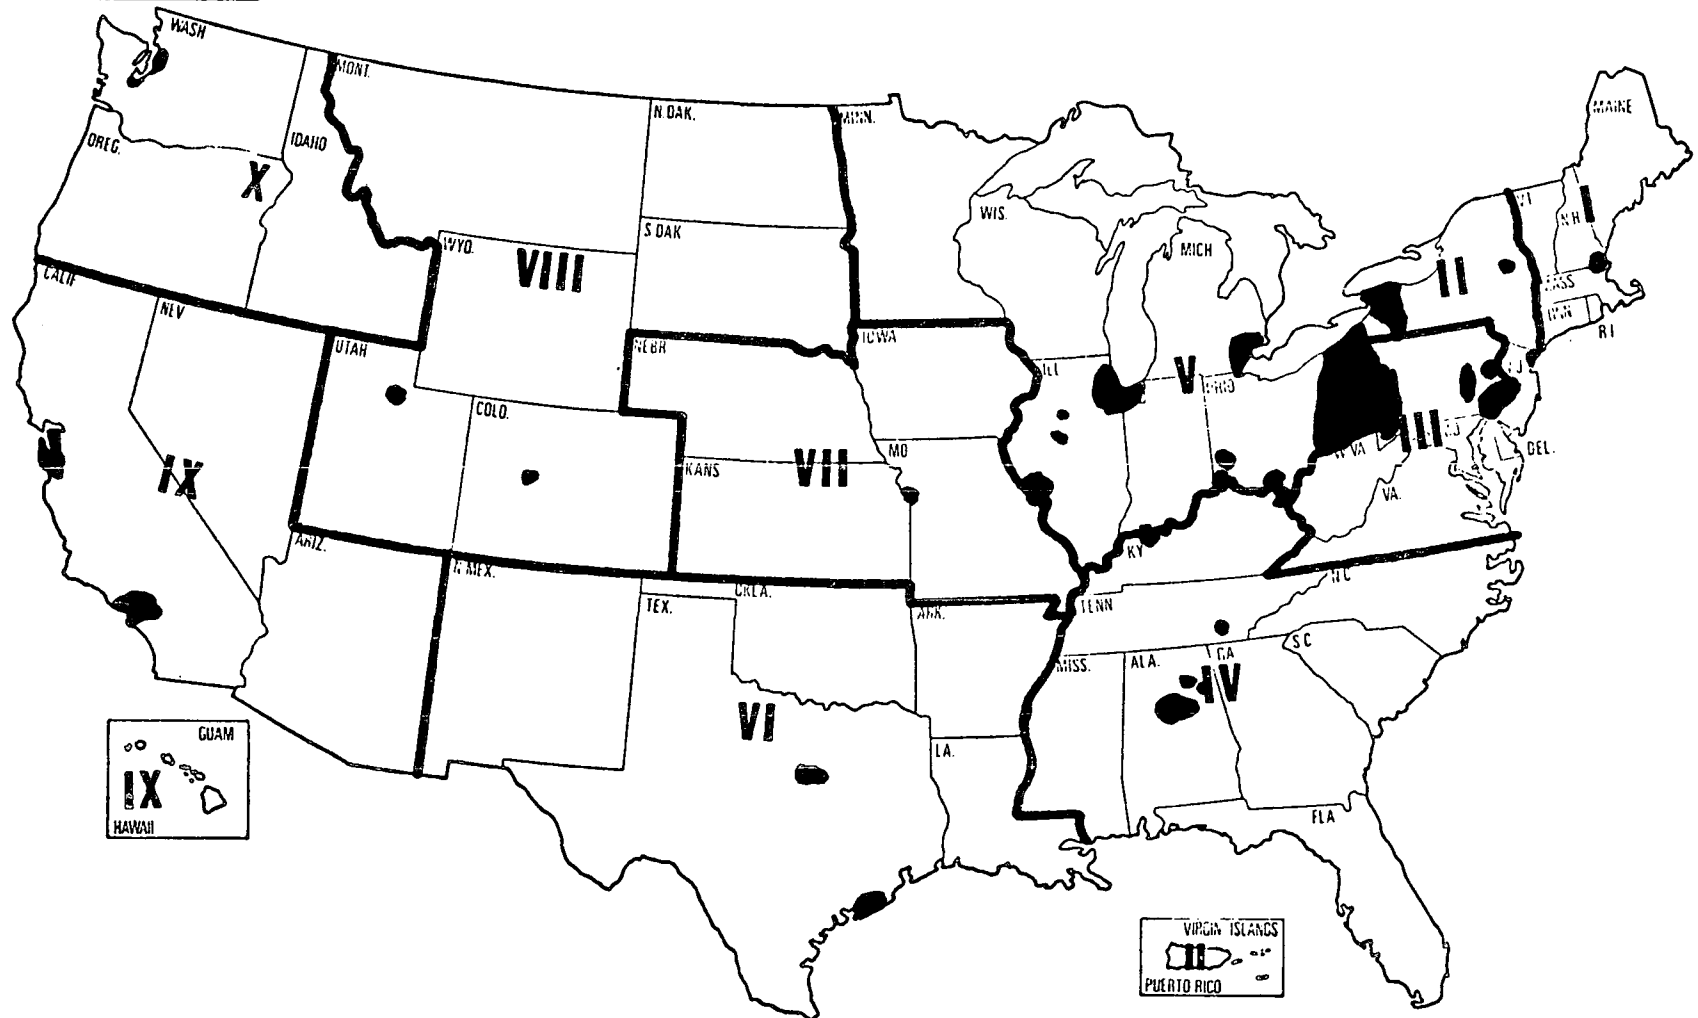 WASH
MONT.
N.DAK.
MINN.
MAINE
OREG.
IDAHO
X
VT
NH
I
WIS.
S.DAK
WYO.
VIII
MICH
II
CALIF
NEV
MASS
RI
UTAH
NEBR
IOWA
ILL
V
OHIO
NJ
COLO.
III
IX
VII
KANS
MO
W VA
DEL.
VA.
ARIZ.
N MEX.
KY
TEX.
OKLA.
ARK.
TENN
N C
S C
MISS.
ALA.
GA
IV
VI
LA.
FLA
GUAM
IX
HAWAII
VIRGIN ISLANDS
II
PUERTO RICO